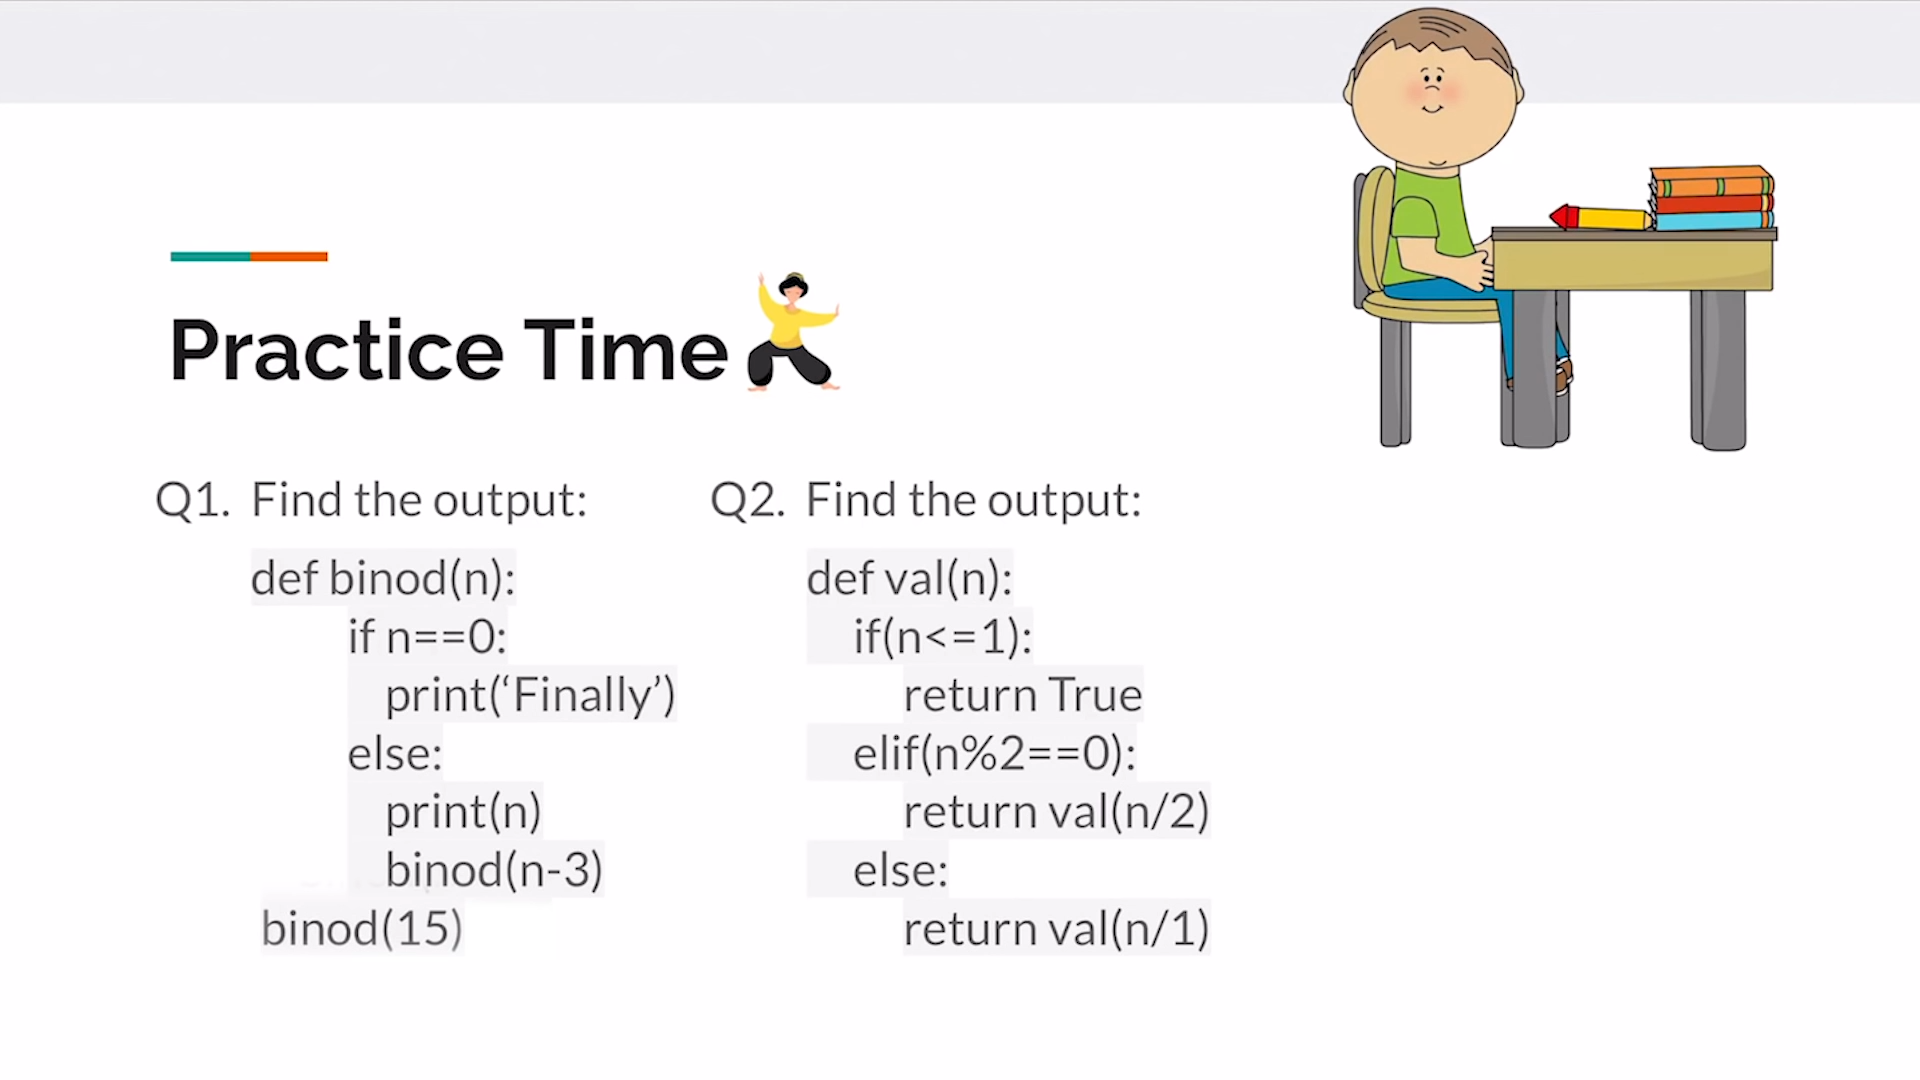 Practice Time
Q1. Find the output:
def binod(n):
if n==0:
print(‘Finally’)
else:
print(n)
binod(n-3)
binod(15)
Q2. Find the output:
def val(n):
if(n<=1):
return True
elif(n%2==0):
return val(n/2)
else:
return val(n/1)